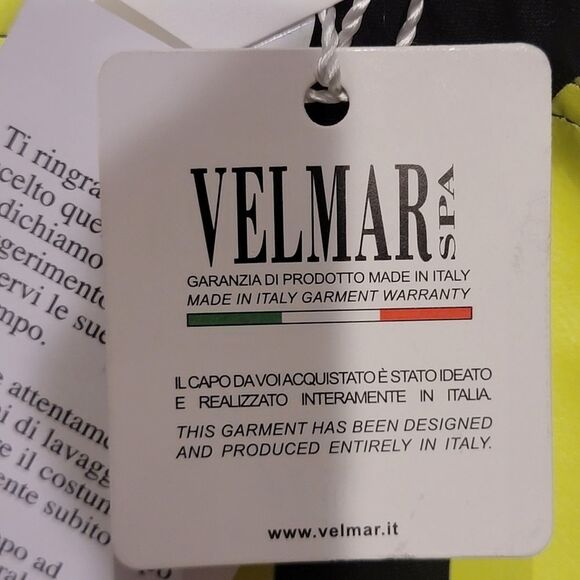 VELMAR SPA
GARANZIA DI PRODOTTO MADE IN ITALY
MADE IN ITALY GARMENT WARRANTY
IL CAPO DA VOI ACQUISTATO È STATO IDEATO
E REALIZZATO INTERAMENTE IN ITALIA.
THIS GARMENT HAS BEEN DESIGNED
AND PRODUCED ENTIRELY IN ITALY.
www.velmar.it
Ti ringra
celto que
dichiamo
gerimento
ervi le sue
mpo.
attentam
di lavagg
e il costun
ente subito
po ad